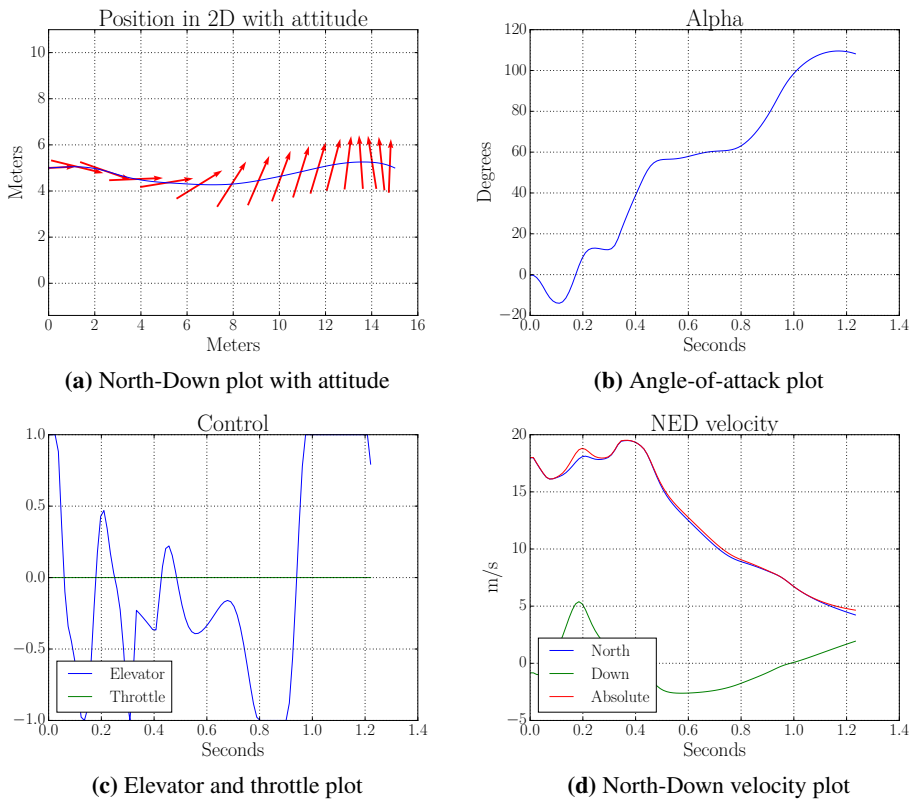 Position in 2D with attitude
10
8
6
4
2
0
Meters
0 2 4 6 8 10 12 14 16
Meters
(a) North-Down plot with attitude
Alpha
120
100
80
60
40
20
0
−20
Degrees
0.0 0.2 0.4 0.6 0.8 1.0 1.2 1.4
Seconds
(b) Angle-of-attack plot
Control
1.0
0.5
0.0
−0.5
−1.0
Elevator
Throttle
0.0 0.2 0.4 0.6 0.8 1.0 1.2 1.4
Seconds
(c) Elevator and throttle plot
NED velocity
20
15
10
5
0
−5
m/s
North
Down
Absolute
0.0 0.2 0.4 0.6 0.8 1.0 1.2 1.4
Seconds
(d) North-Down velocity plot